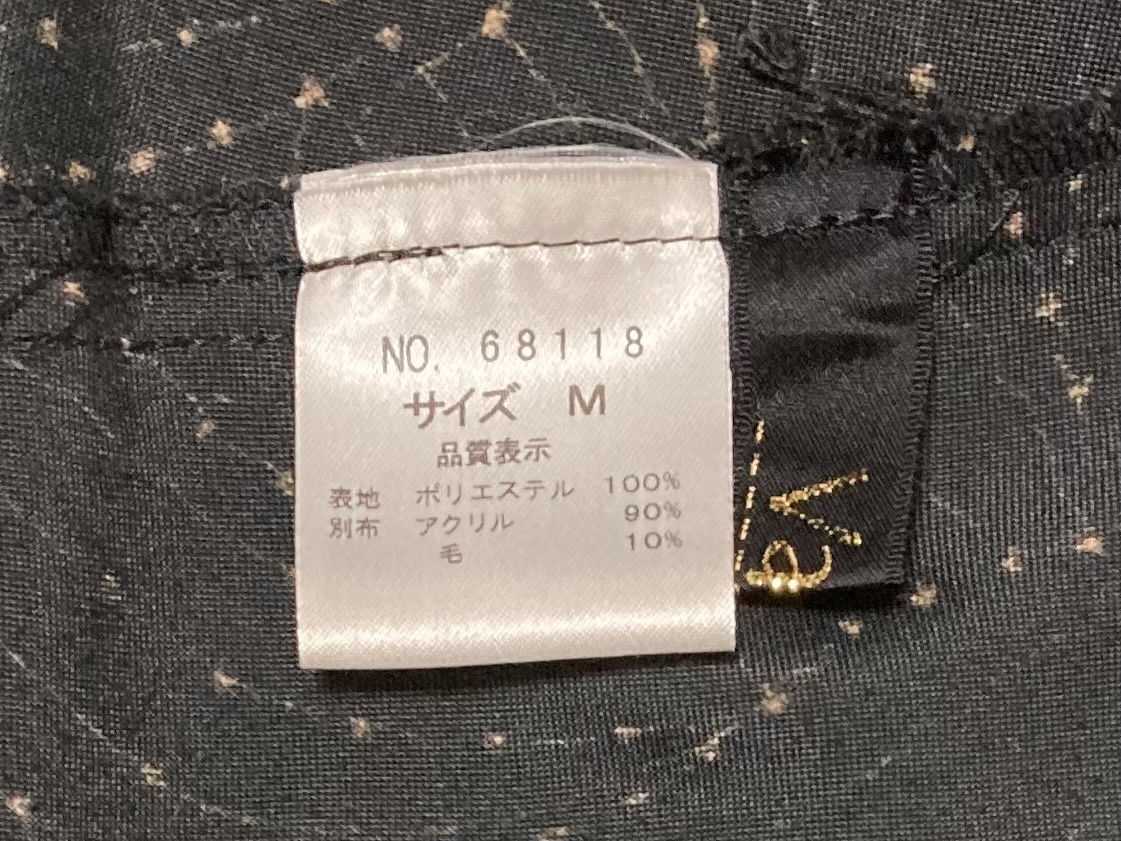 NO. 68118
サイズ M
品質表示
表地 ポリエステル 100%
別布 アクリル 90%
毛 10%